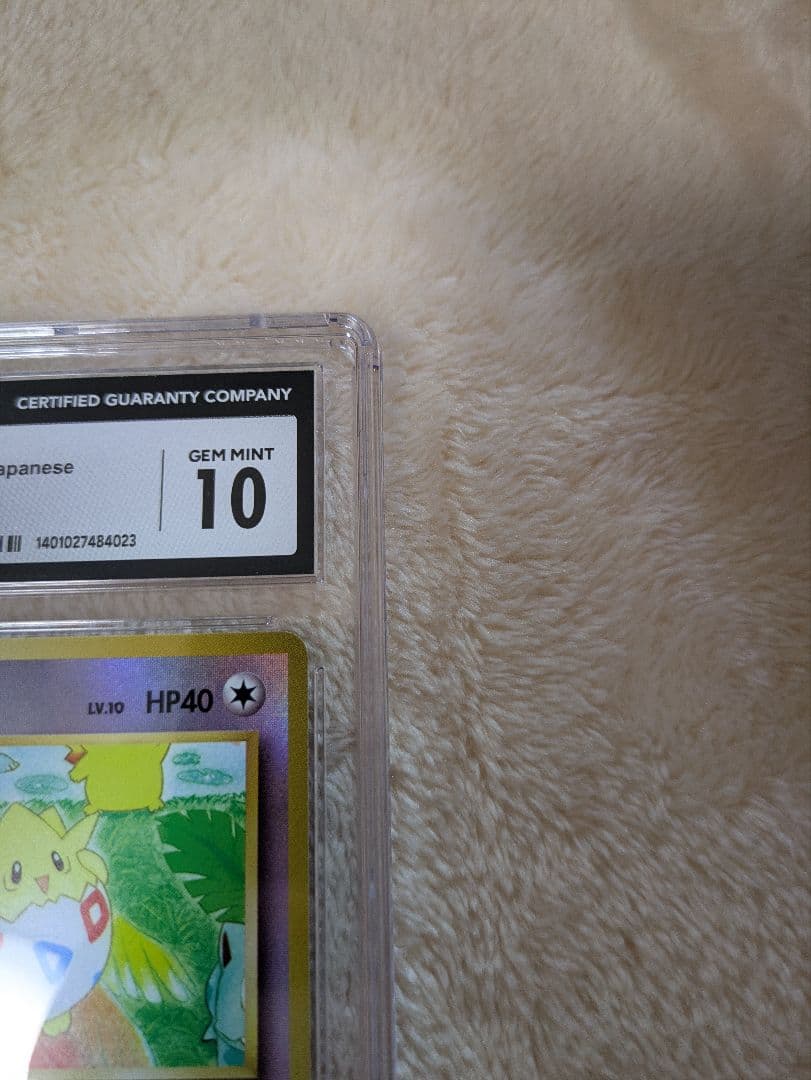 CERTIFIED GUARANTY COMPANY
GEM MINT
apanese
10
1401027484023
LV.10 HP40